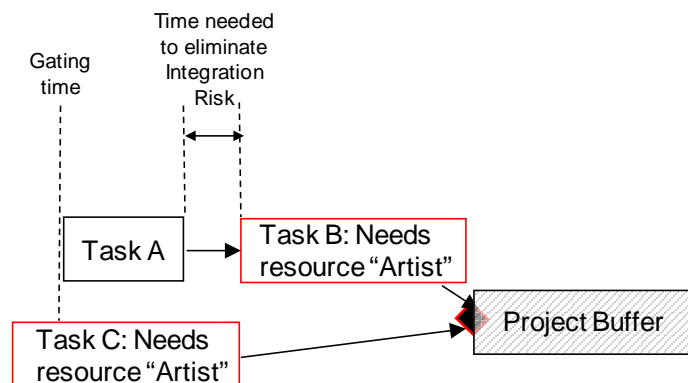 Time needed
to eliminate
Integration
Risk
Gating
time
Task A
Task B: Needs
resource “Artist”
Project Buffer
Task C: Needs
resource “Artist”